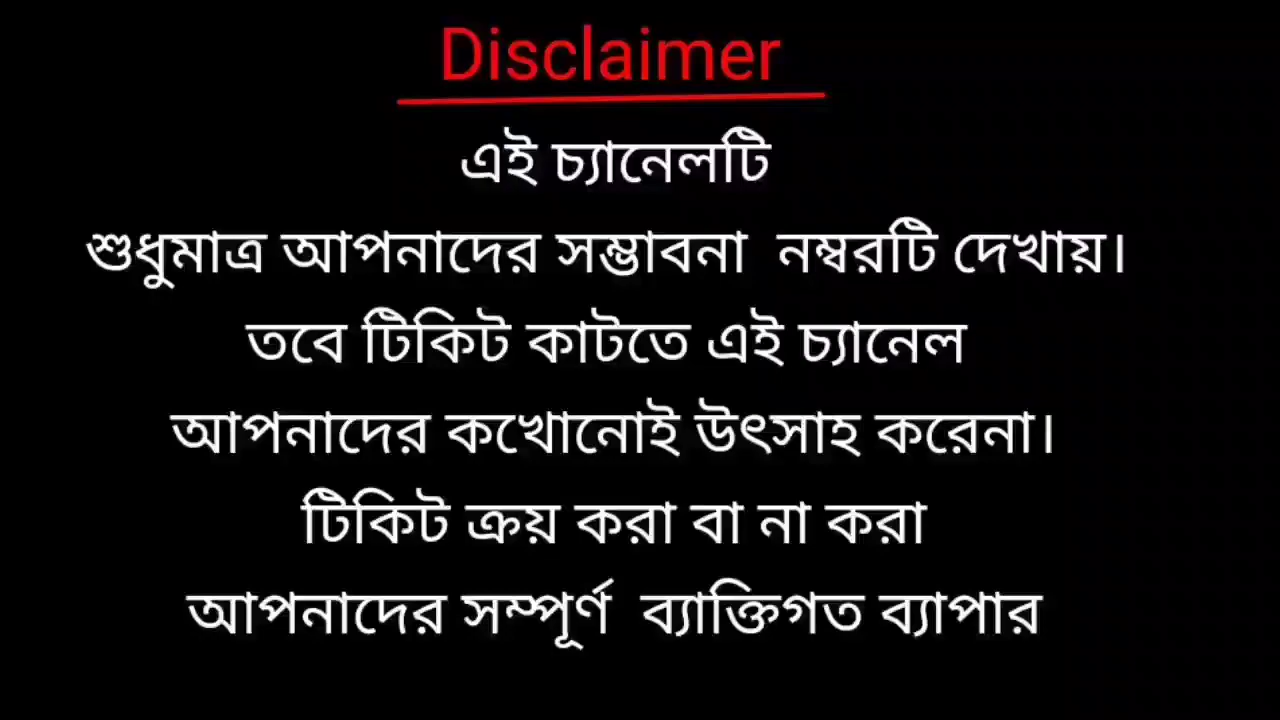 Disclaimer
এই চ্যানেলটি
শুধুমাত্র আপনাদের সম্ভাবনা নম্বরটি দেখায়।
তবে টিকিট কাটতে এই চ্যানেল
আপনাদের কখোনোই উৎসাহ করেনা।
টিকিট ক্রয় করা বা না করা
আপনাদের সম্পূর্ণ ব্যাক্তিগত ব্যাপার